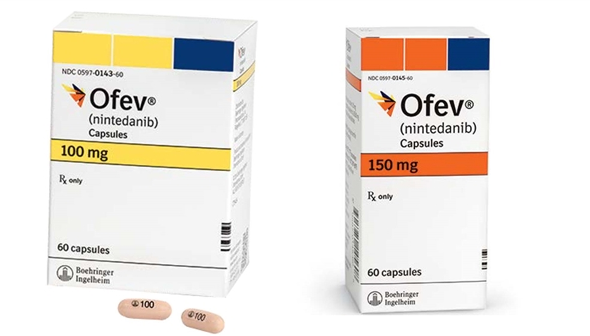 NDC 0597-0143-60
Ofev®
(nintedanib)
Capsules
100 mg
Rx only
60 capsules
Boehringer
Ingelheim
100
100
NDC 0597-0145-60
Ofev®
(nintedanib)
Capsules
150 mg
Rx only
60 capsules
Boehringer
Ingelheim